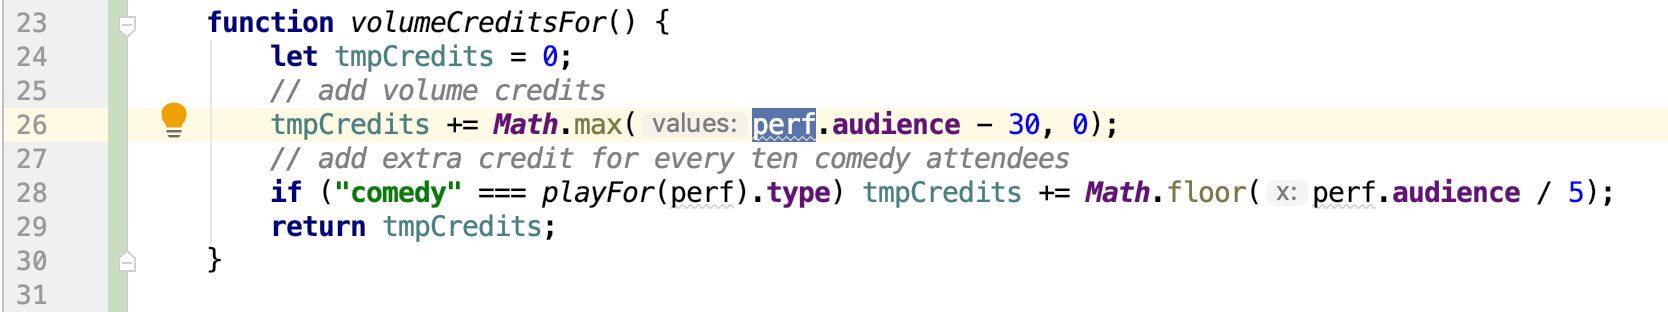 23 function volumeCreditsFor() {
24 let tmpCredits = 0;
25 // add volume credits
26 tmpCredits += Math.max( values: perf.audience - 30, 0);
27 // add extra credit for every ten comedy attendees
28 if ("comedy" === playFor(perf).type) tmpCredits += Math.floor( x: perf.audience / 5);
29 return tmpCredits;
30 }
31